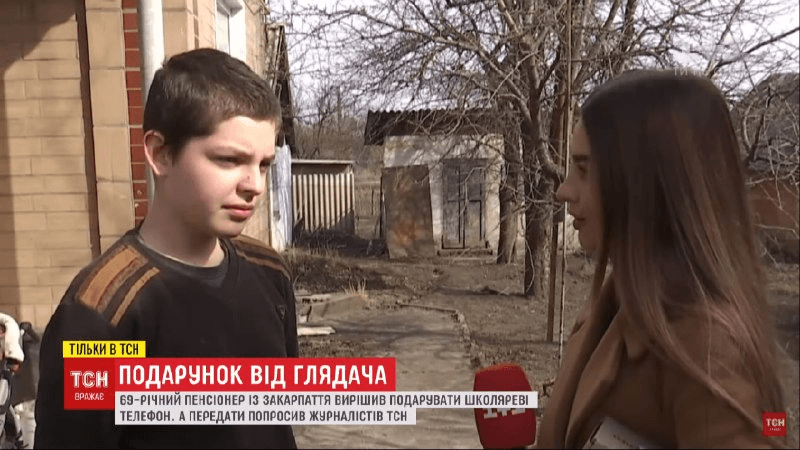 ТІЛЬКИ В ТСН
ТСН
ВРАЖАЄ
ПОДАРУНОК ВІД ГЛЯДАЧА
69-РІЧНИЙ ПЕНСІОНЕР ІЗ ЗАКАРПАТТЯ ВИРІШИВ ПОДАРУВАТИ ШКОЛЯРЕВІ
ТЕЛЕФОН. А ПЕРЕДАТИ ПОПРОСИВ ЖУРНАЛІСТІВ ТСН
1+1
ТСН